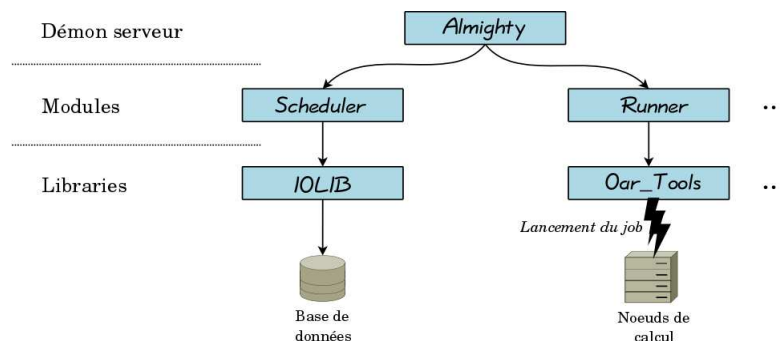 Démon serveur
Almighty
Modules
Scheduler
Runner
..
Libraries
IOLIB
Oar_Tools
..
Lancement du job
Base de
données
Noeuds de
calcul